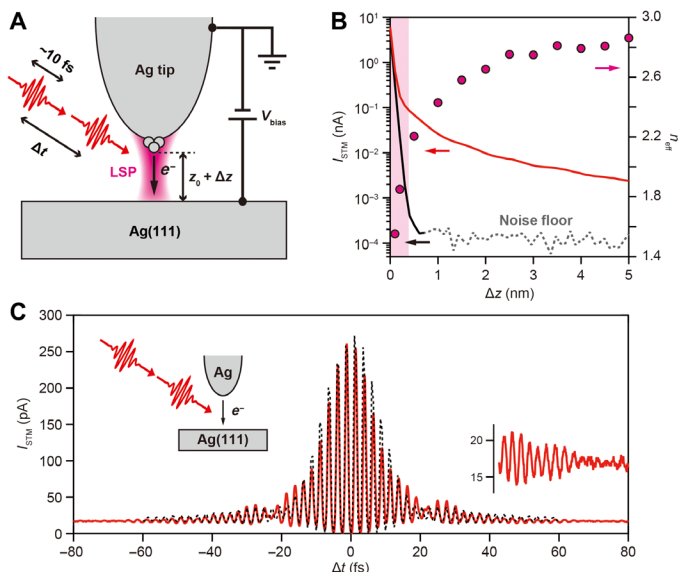 A
~10 fs
Δt
Ag tip
LSP
e⁻
z₀ + Δz
V_bias
Ag(111)
B
I_STM (nA)
10¹
10⁰
10⁻¹
10⁻²
10⁻³
10⁻⁴
3.0
2.6
2.2
1.8
1.4
n_eff
Noise floor
0 1 2 3 4 5
Δz (nm)
C
I_STM (pA)
300
250
200
150
100
50
0
Ag
e⁻
Ag(111)
20
15
−80 −60 −40 −20 0 20 40 60 80
Δt (fs)